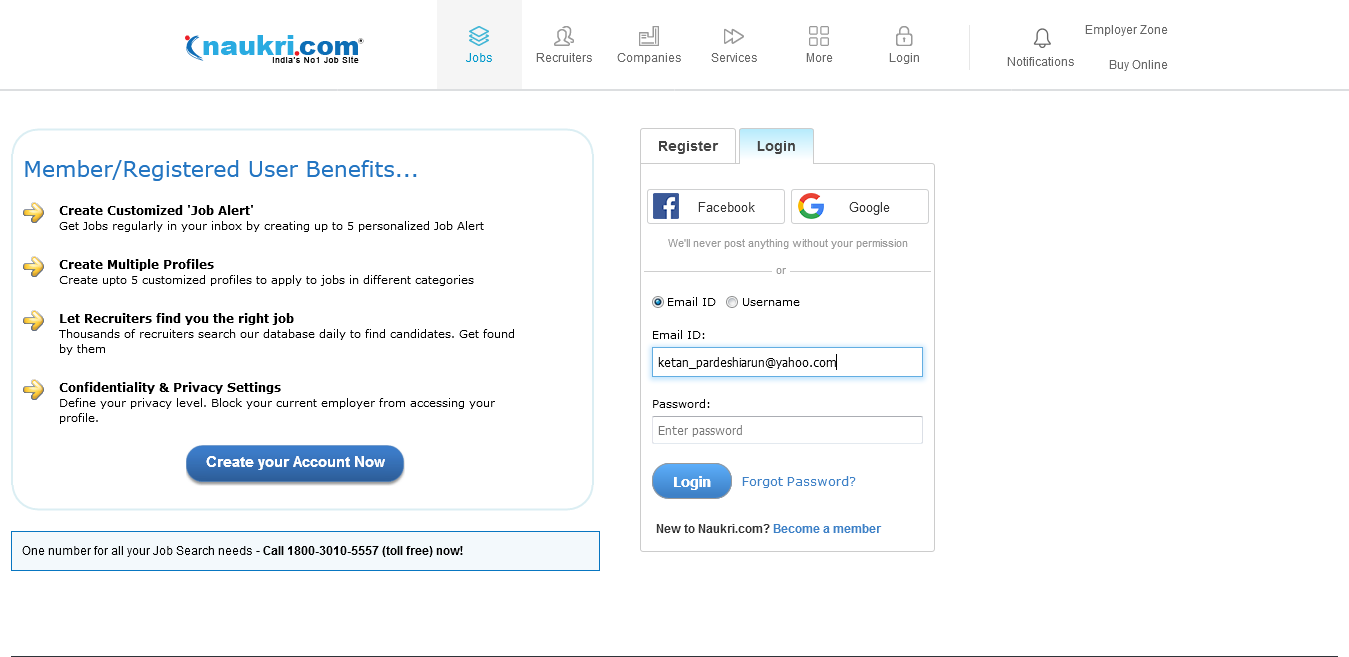 naukri.com
India's No1 Job Site
Jobs
Recruiters
Companies
Services
More
Login
Notifications
Employer Zone
Buy Online
Member/Registered User Benefits...
Create Customized 'Job Alert'
Get Jobs regularly in your inbox by creating up to 5 personalized Job Alert
Create Multiple Profiles
Create upto 5 customized profiles to apply to jobs in different categories
Let Recruiters find you the right job
Thousands of recruiters search our database daily to find candidates. Get found
by them
Confidentiality & Privacy Settings
Define your privacy level. Block your current employer from accessing your
profile.
Create your Account Now
One number for all your Job Search needs - Call 1800-3010-5557 (toll free) now!
Register
Login
Facebook
Google
We'll never post anything without your permission
or
Email ID
Username
Email ID:
ketan_pardeshiarun@yahoo.com
Password:
Enter password
Login
Forgot Password?
New to Naukri.com? Become a member